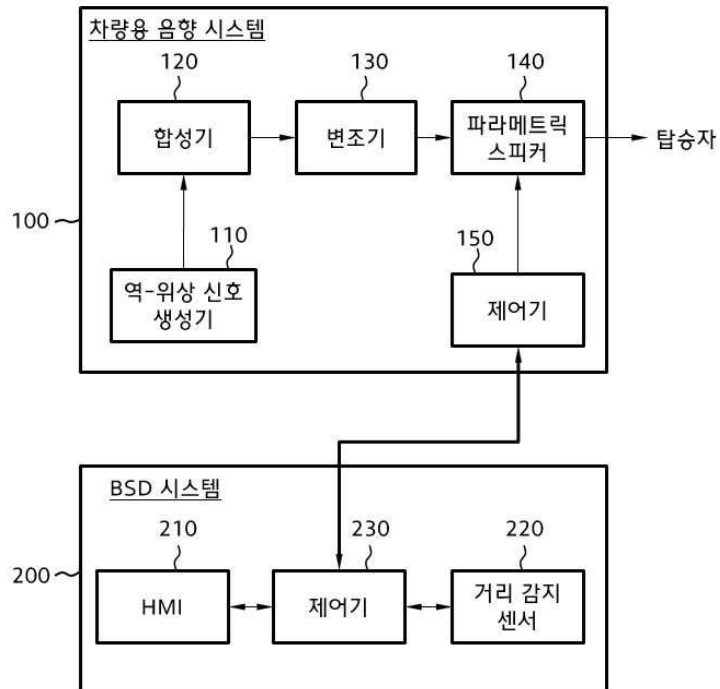 차량용 음향 시스템
120
130
140
합성기
변조기
파라메트릭
스피커
탑승자
100
110
150
역-위상 신호
생성기
제어기
BSD 시스템
210
230
220
200
HMI
제어기
거리 감지
센서